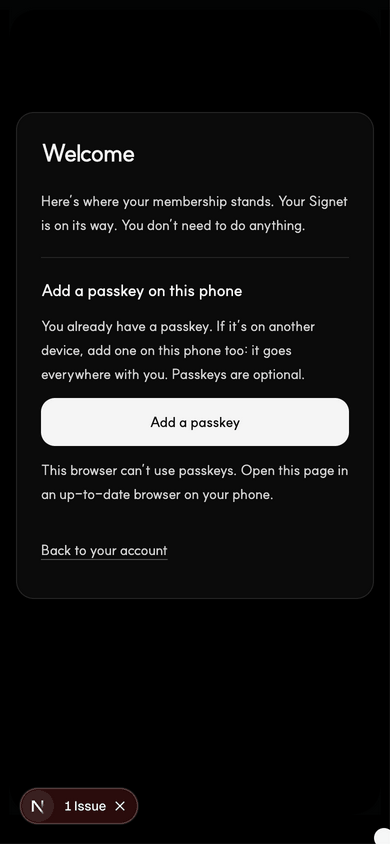 Welcome
Here's where your membership stands. Your Signet
is on its way. You don't need to do anything.
Add a passkey on this phone
You already have a passkey. If it's on another
device, add one on this phone too: it goes
everywhere with you. Passkeys are optional.
Add a passkey
This browser can't use passkeys. Open this page in
an up-to-date browser on your phone.
Back to your account
N 1 Issue ×